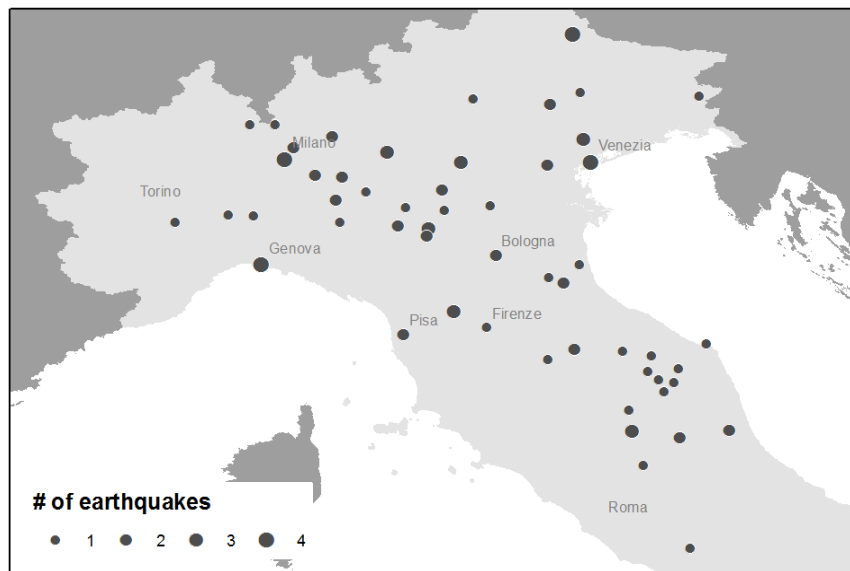 Milano
Venezia
Torino
Genova
Bologna
Pisa
Firenze
Roma
# of earthquakes
1 2 3 4